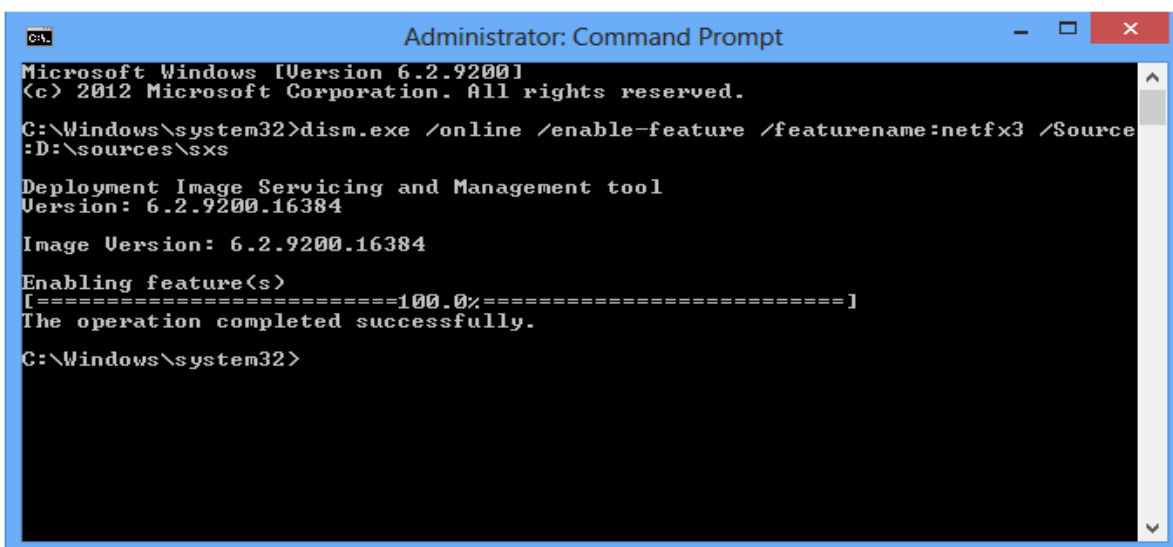 Administrator: Command Prompt
Microsoft Windows [Version 6.2.9200]
(c) 2012 Microsoft Corporation. All rights reserved.
C:\Windows\system32>dism.exe /online /enable-feature /featurename:netfx3 /Source
:D:\sources\sxs
Deployment Image Servicing and Management tool
Version: 6.2.9200.16384
Image Version: 6.2.9200.16384
Enabling feature(s)
[===========================100.0%==========================]
The operation completed successfully.
C:\Windows\system32>